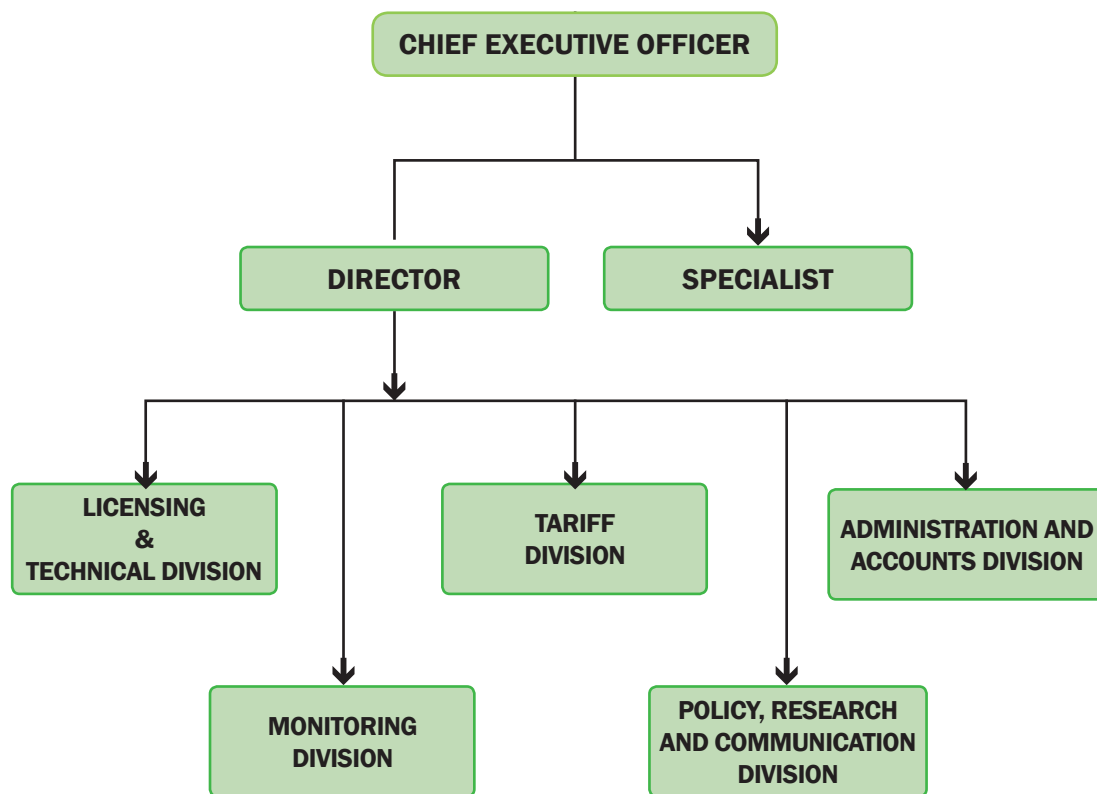 CHIEF EXECUTIVE OFFICER
DIRECTOR
SPECIALIST
LICENSING
&
TECHNICAL DIVISION
TARIFF
DIVISION
ADMINISTRATION AND
ACCOUNTS DIVISION
MONITORING
DIVISION
POLICY, RESEARCH
AND COMMUNICATION
DIVISION